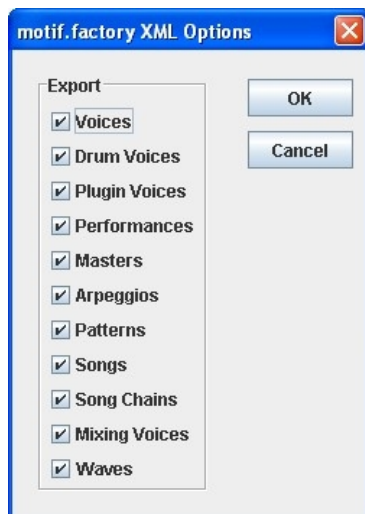 motif.factory XML Options
Export
Voices
Drum Voices
Plugin Voices
Performances
Masters
Arpeggios
Patterns
Songs
Song Chains
Mixing Voices
Waves
OK
Cancel